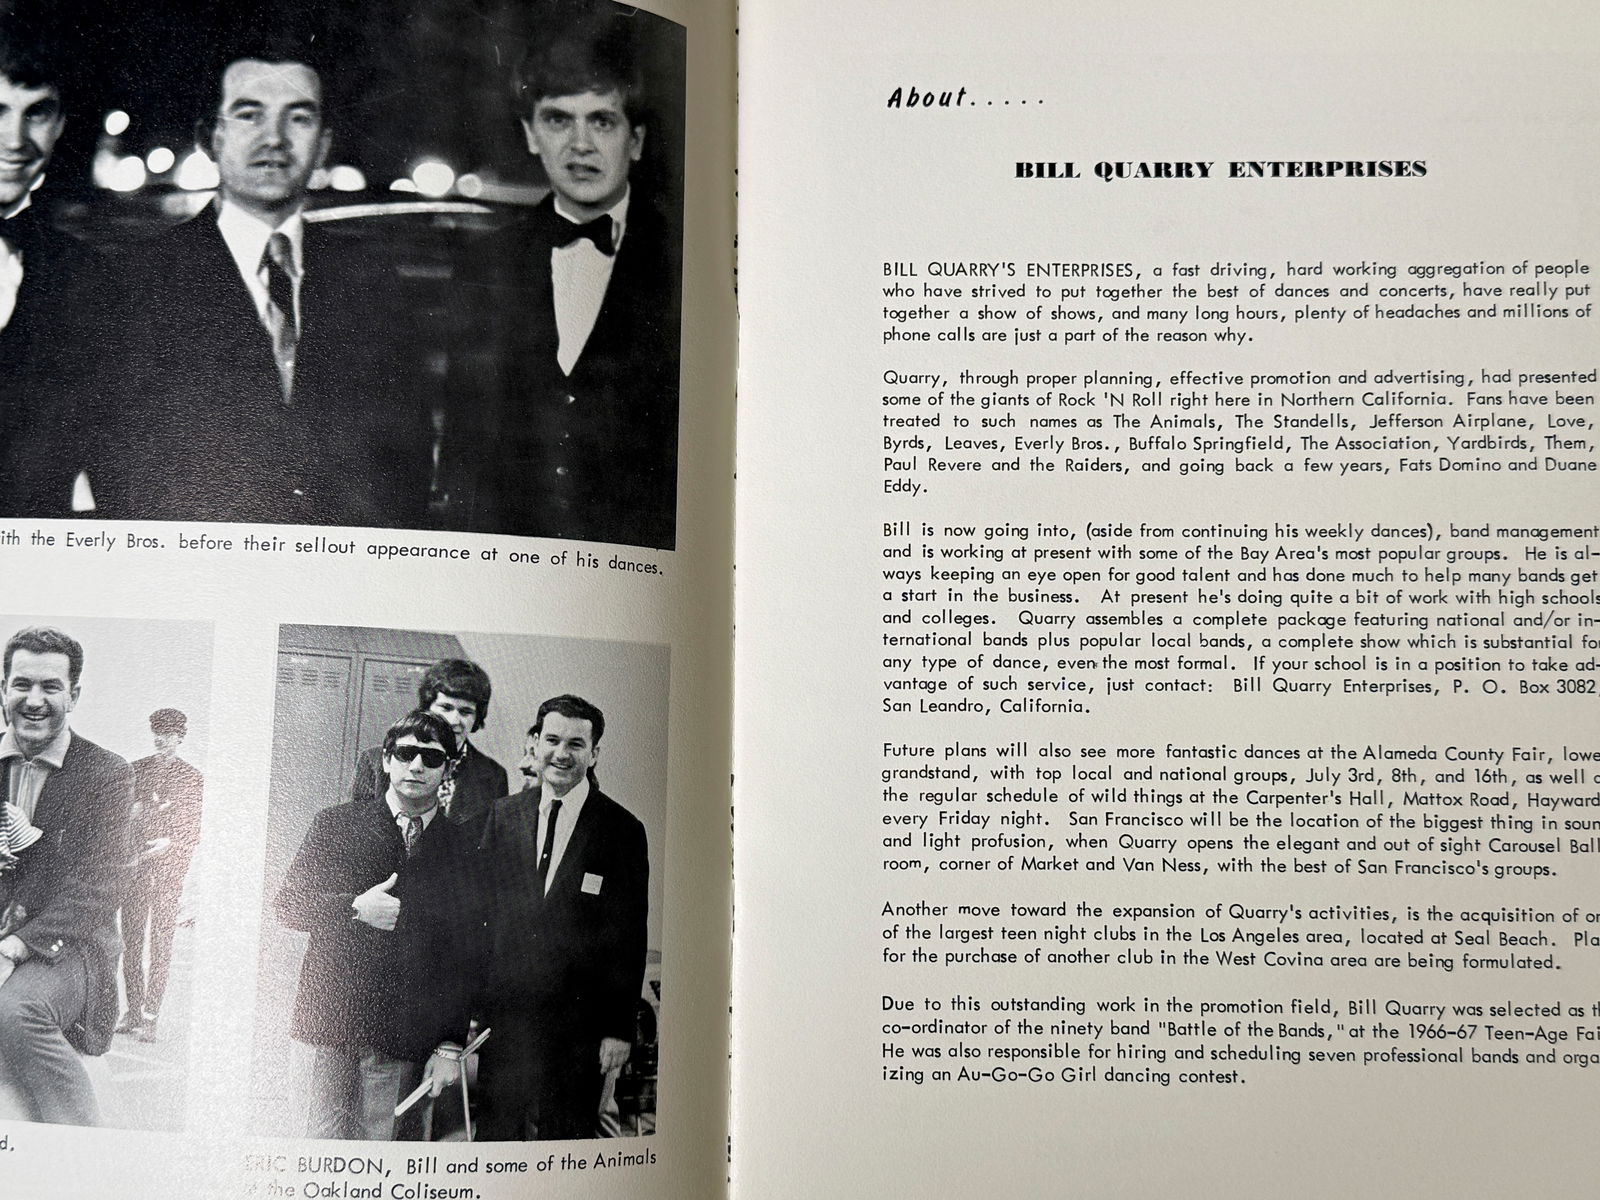 with the Everly Bros. before their sellout appearance at one of his dances.
d.
ERIC BURDON, Bill and some of the Animals
the Oakland Coliseum.
About.....
BILL QUARRY ENTERPRISES
BILL QUARRY'S ENTERPRISES, a fast driving, hard working aggregation of people
who have strived to put together the best of dances and concerts, have really put
together a show of shows, and many long hours, plenty of headaches and millions of
phone calls are just a part of the reason why.
Quarry, through proper planning, effective promotion and advertising, had presented
some of the giants of Rock 'N Roll right here in Northern California. Fans have been
treated to such names as The Animals, The Standells, Jefferson Airplane, Love,
Byrds, Leaves, Everly Bros., Buffalo Springfield, The Association, Yardbirds, Them,
Paul Revere and the Raiders, and going back a few years, Fats Domino and Duane
Eddy.
Bill is now going into, (aside from continuing his weekly dances), band management
and is working at present with some of the Bay Area's most popular groups. He is al-
ways keeping an eye open for good talent and has done much to help many bands get
a start in the business. At present he's doing quite a bit of work with high schools
and colleges. Quarry assembles a complete package featuring national and/or in-
ternational bands plus popular local bands, a complete show which is substantial for
any type of dance, even the most formal. If your school is in a position to take ad-
vantage of such service, just contact: Bill Quarry Enterprises, P. O. Box 3082,
San Leandro, California.
Future plans will also see more fantastic dances at the Alameda County Fair, lowe
grandstand, with top local and national groups, July 3rd, 8th, and 16th, as well
the regular schedule of wild things at the Carpenter's Hall, Mattox Road, Hayward
every Friday night. San Francisco will be the location of the biggest thing in soun
and light profusion, when Quarry opens the elegant and out of sight Carousel Ball
room, corner of Market and Van Ness, with the best of San Francisco's groups.
Another move toward the expansion of Quarry's activities, is the acquisition of
of the largest teen night clubs in the Los Angeles area, located at Seal Beach. Pla
for the purchase of another club in the West Covina area are being formulated.
Due to this outstanding work in the promotion field, Bill Quarry was selected as
co-ordinator of the ninety band "Battle of the Bands," at the 1966-67 Teen-Age Fai
He was also responsible for hiring and scheduling seven professional bands and orga
izing an Au-Go-Go Girl dancing contest.